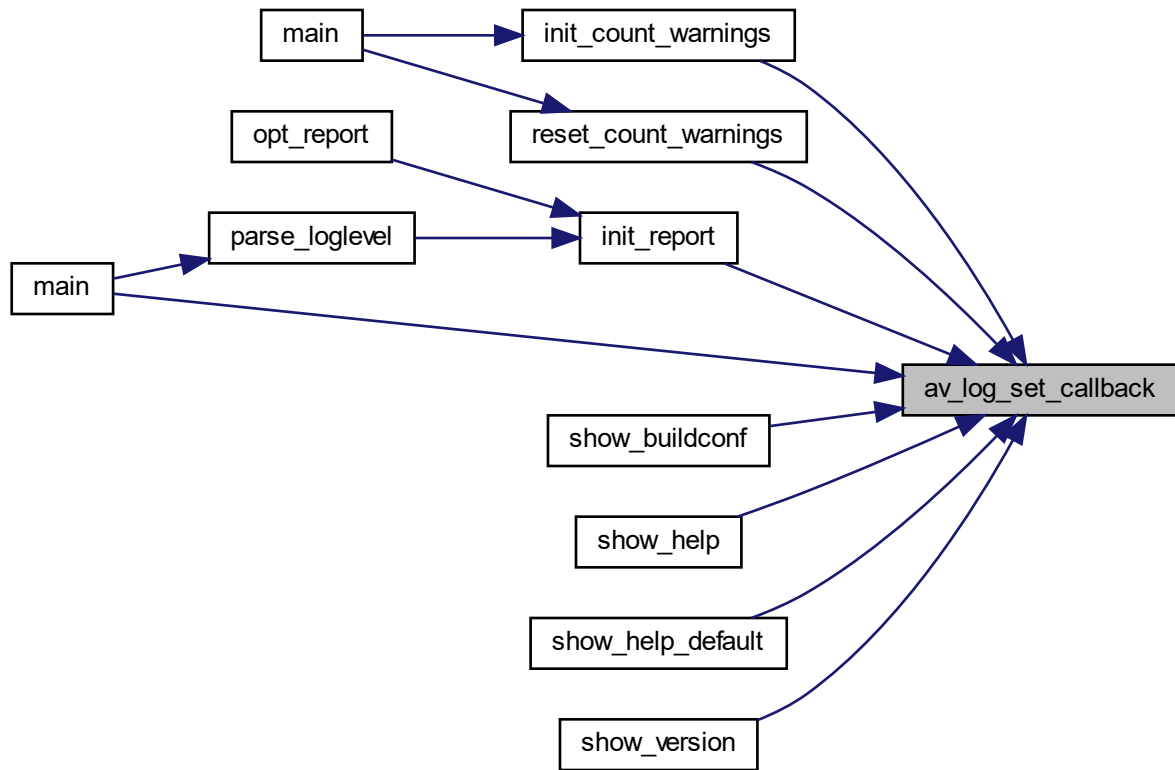 main
init_count_warnings
opt_report
reset_count_warnings
parse_loglevel
init_report
main
av_log_set_callback
show_buildconf
show_help
show_help_default
show_version